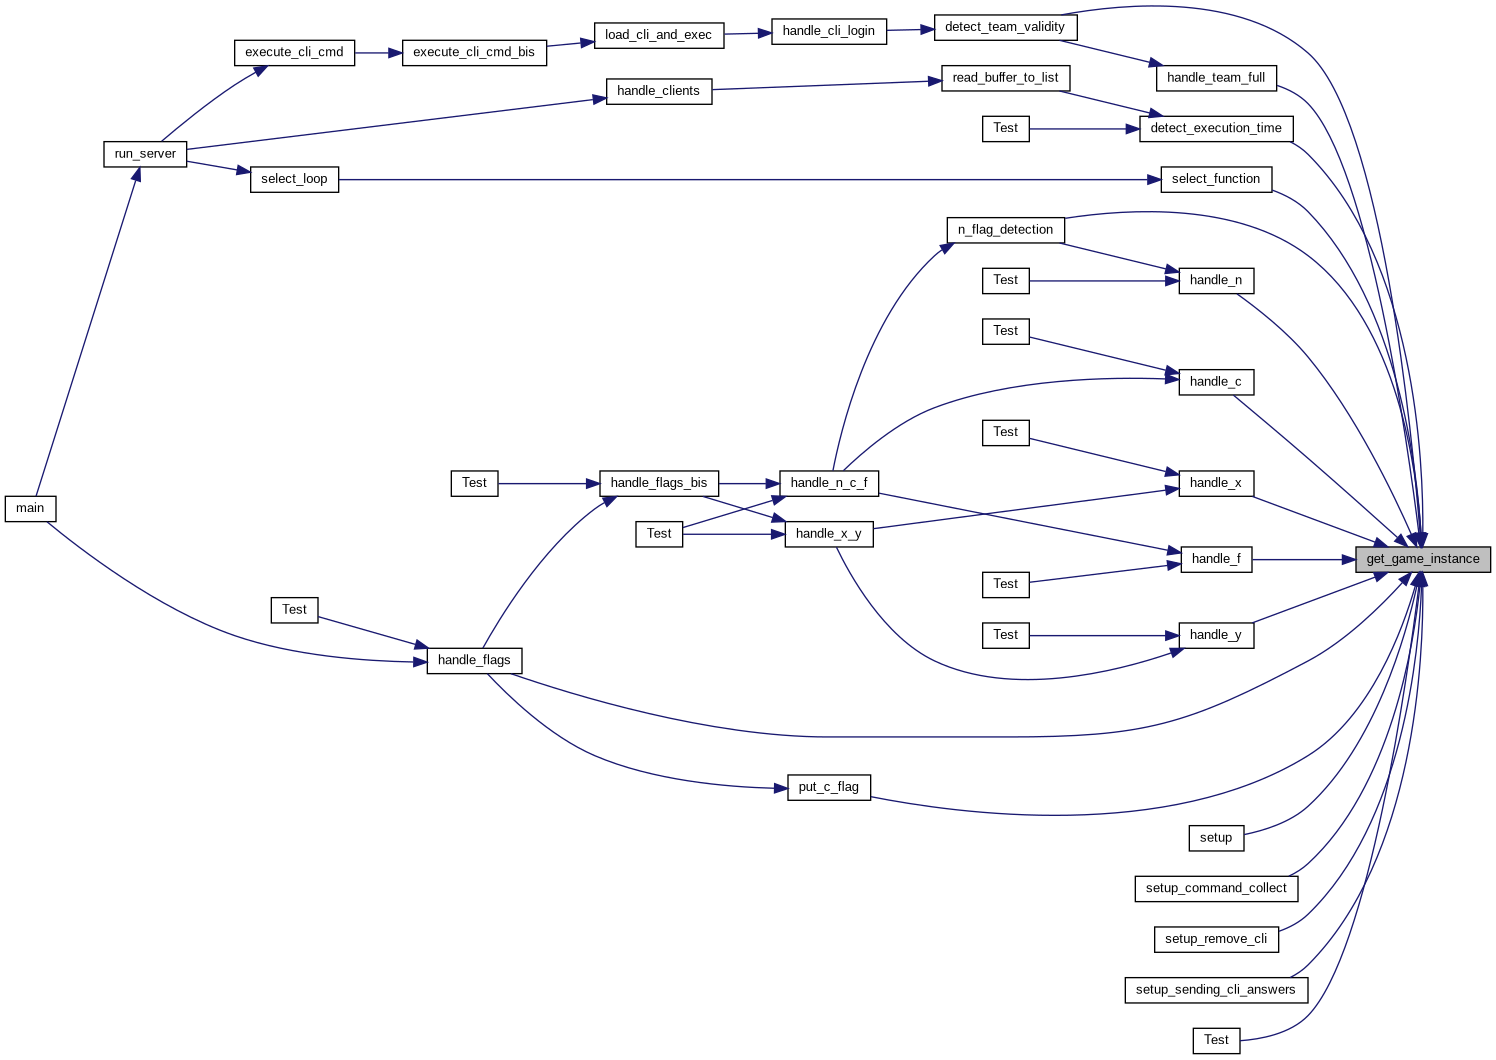 detect_team_validity
handle_cli_login
load_cli_and_exec
execute_cli_cmd_bis
execute_cli_cmd
handle_team_full
read_buffer_to_list
handle_clients
Test
detect_execution_time
run_server
select_loop
select_function
n_flag_detection
Test
handle_n
Test
handle_c
Test
Test
handle_flags_bis
handle_n_c_f
handle_x
main
Test
handle_x_y
handle_f
get_game_instance
Test
Test
Test
handle_y
handle_flags
put_c_flag
setup
setup_command_collect
setup_remove_cli
setup_sending_cli_answers
Test